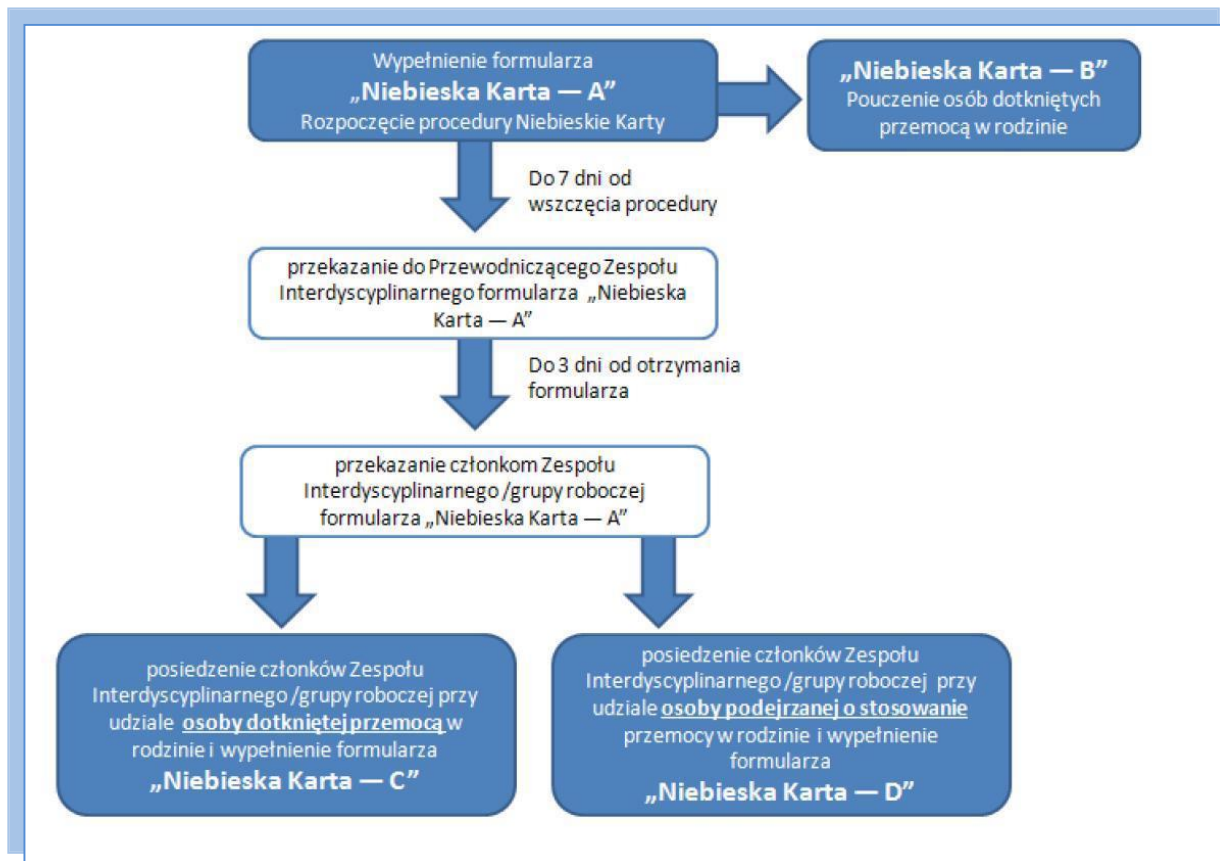 Wypełnienie formularza
„Niebieska Karta — A”
Rozpoczęcie procedury Niebieskie Karty
„Niebieska Karta — B”
Pouczenie osób dotkniętych
przemocą w rodzinie
Do 7 dni od
wszczęcia procedury
przekazanie do Przewodniczącego Zespołu
Interdyscyplinarnego formularza „Niebieska
Karta — A”
Do 3 dni od otrzymania
formularza
przekazanie członkom Zespołu
Interdyscyplinarnego /grupy roboczej
formularza „Niebieska Karta — A”
posiedzenie członków Zespołu
Interdyscyplinarnego /grupy roboczej przy
udziale osoby dotkniętej przemocą w
rodzinie i wypełnienie formularza
„Niebieska Karta — C”
posiedzenie członków Zespołu
Interdyscyplinarnego /grupy roboczej przy
udziale osoby podejrzanej o stosowanie
przemocy w rodzinie i wypełnienie
formularza
„Niebieska Karta — D”